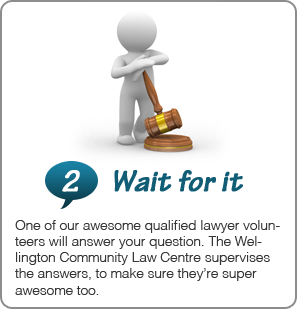 2 Wait for it
One of our awesome qualified lawyer volun-
teers will answer your question. The Wel-
lington Community Law Centre supervises
the answers, to make sure they're super
awesome too.